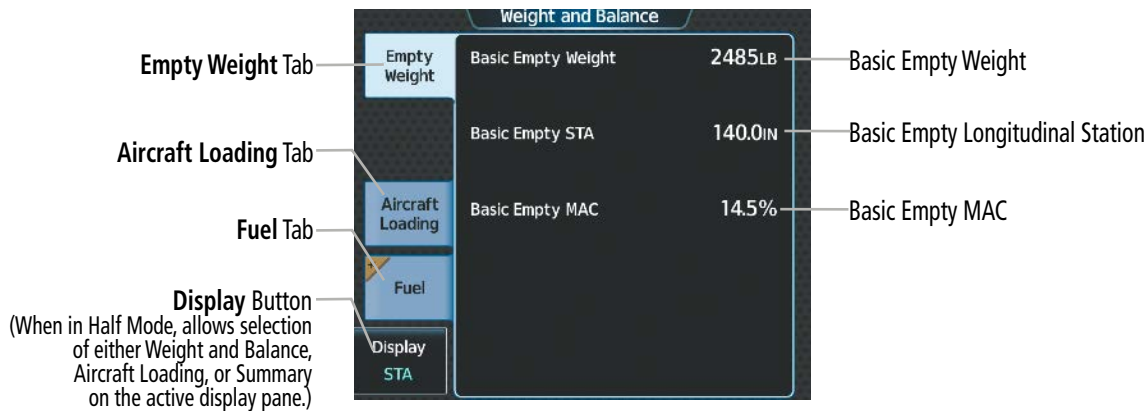 Weight and Balance
Empty Weight Tab
Empty
Weight
Basic Empty Weight 2485LB
Basic Empty Weight
Basic Empty STA 140.0IN
Basic Empty Longitudinal Station
Aircraft Loading Tab
Aircraft
Loading
Basic Empty MAC 14.5%
Basic Empty MAC
Fuel Tab
Fuel
Display Button
(When in Half Mode, allows selection
of either Weight and Balance,
Aircraft Loading, or Summary
on the active display pane.)
Display
STA